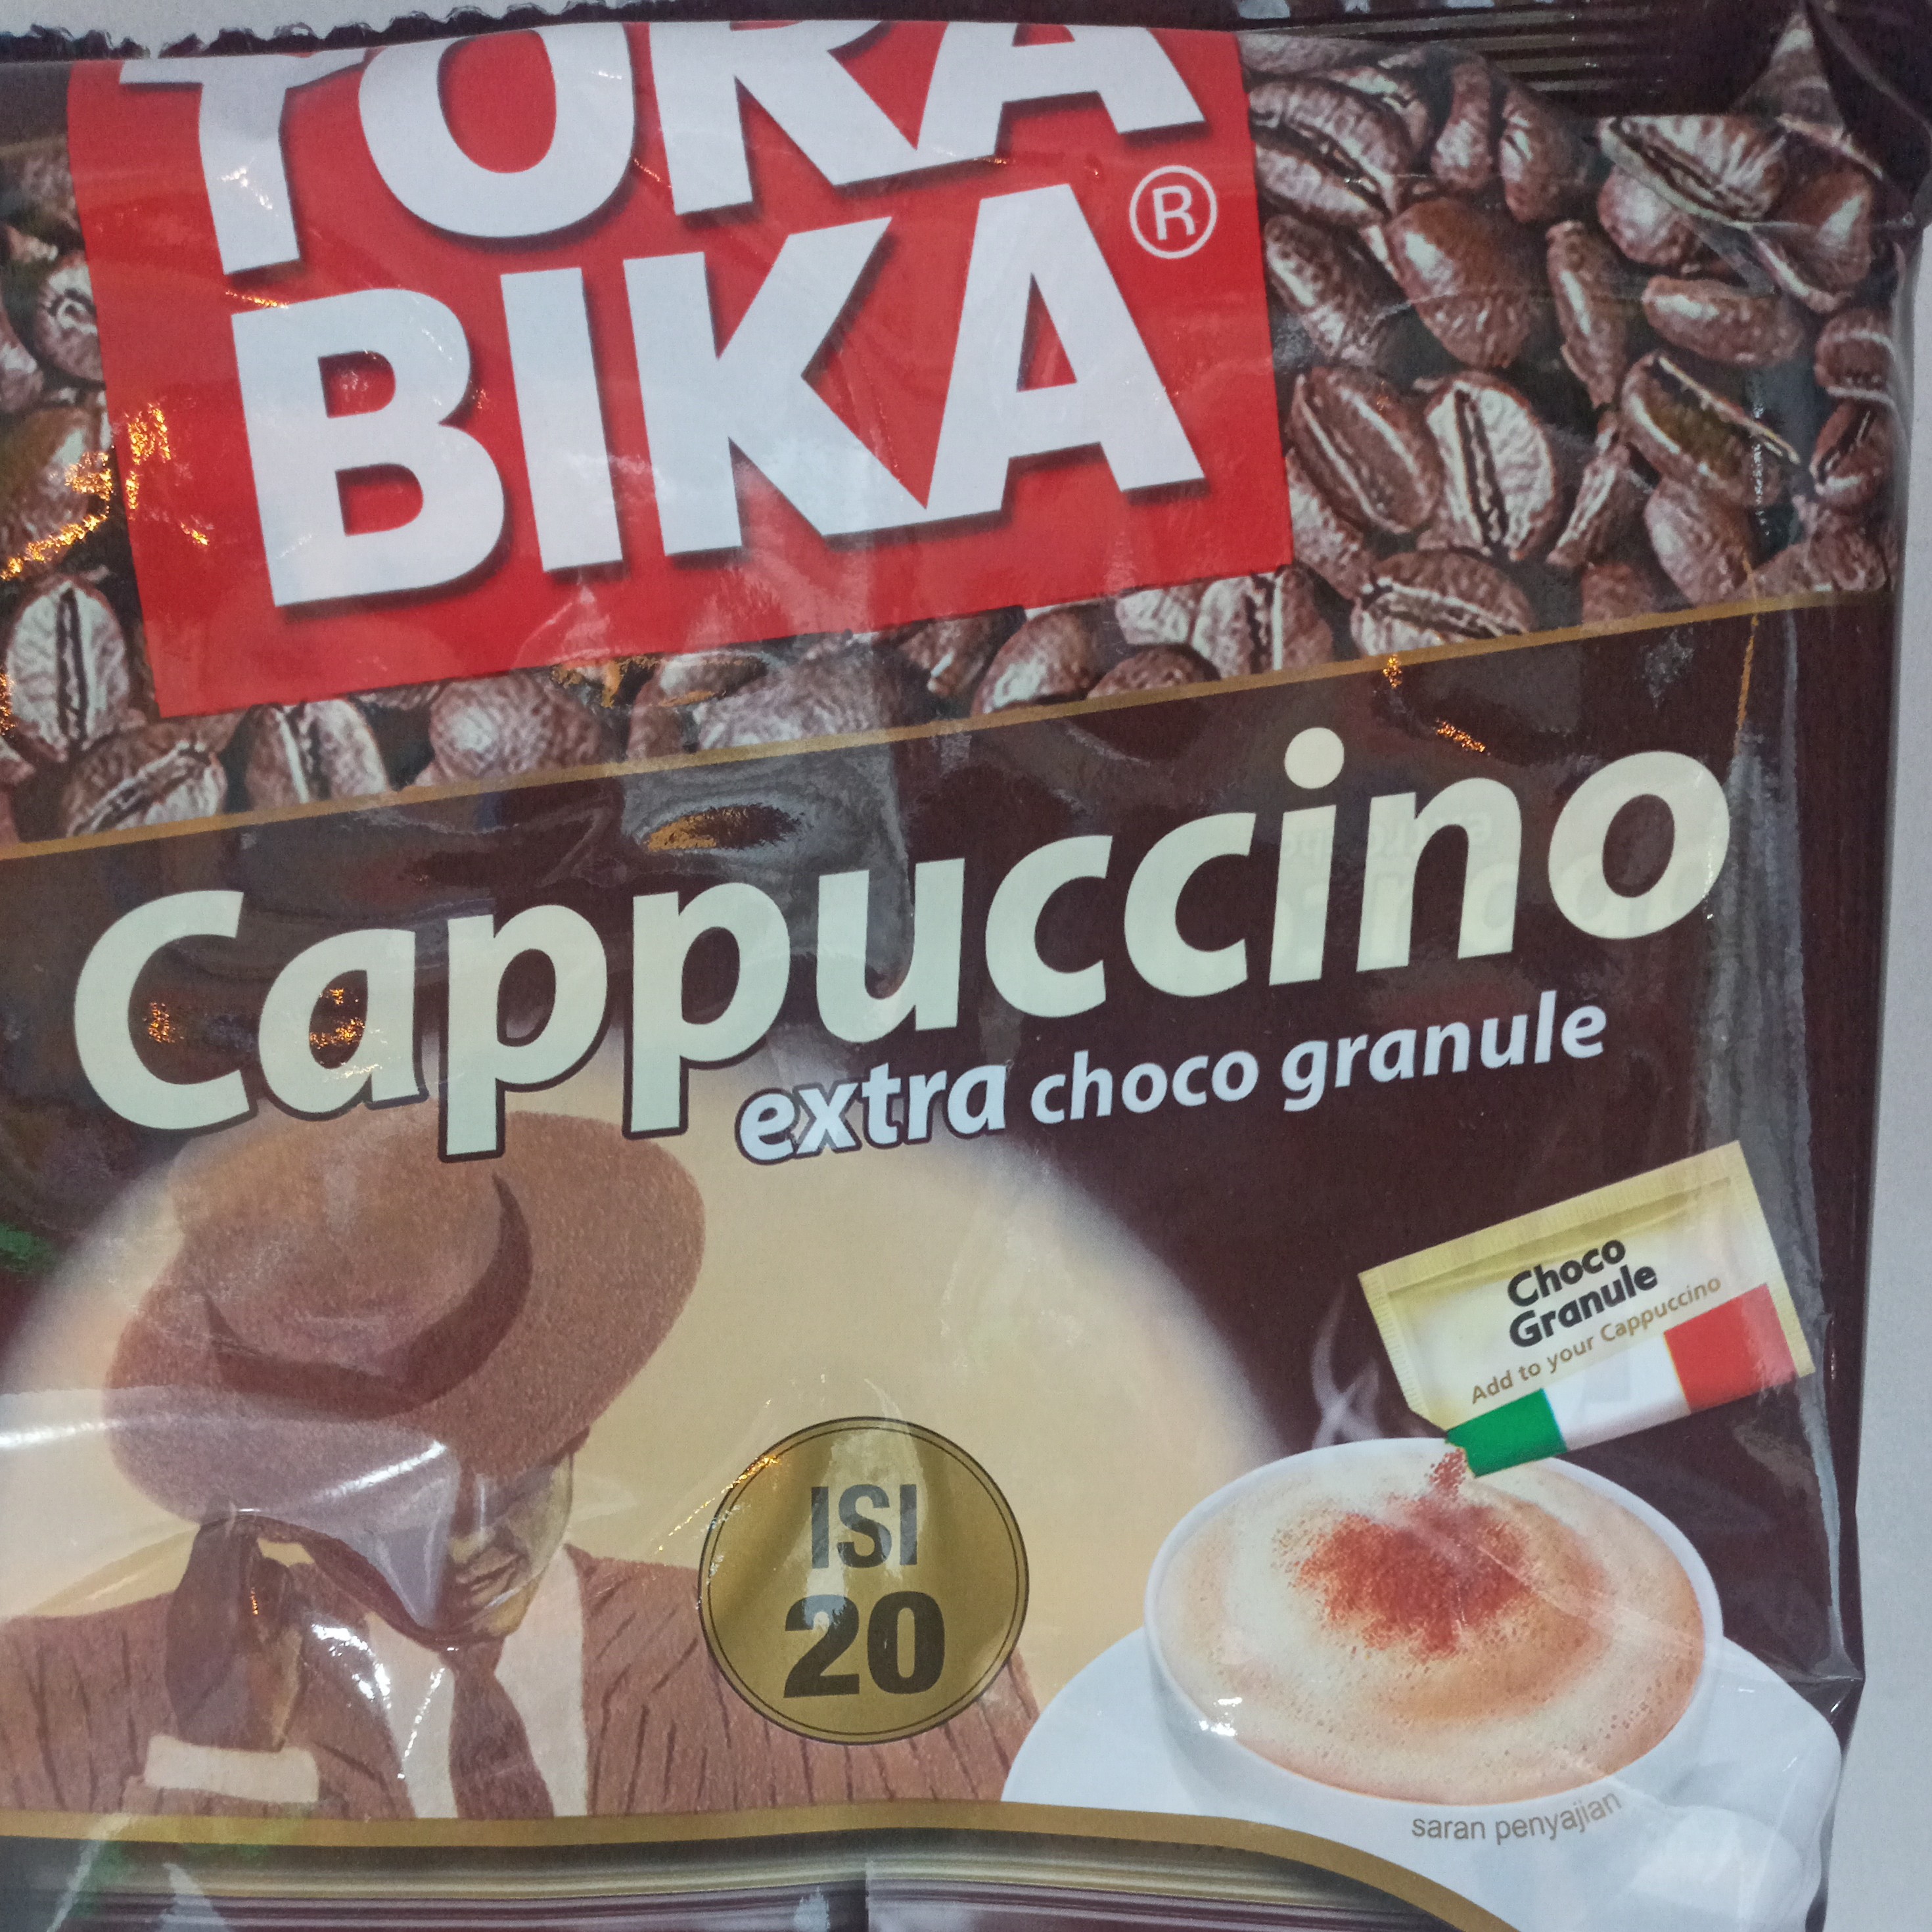 TORA
BIKA®
Cappuccino
extra choco granule
Choco
Granule
Add to your Cappuccino
ISI
20
saran penyajian